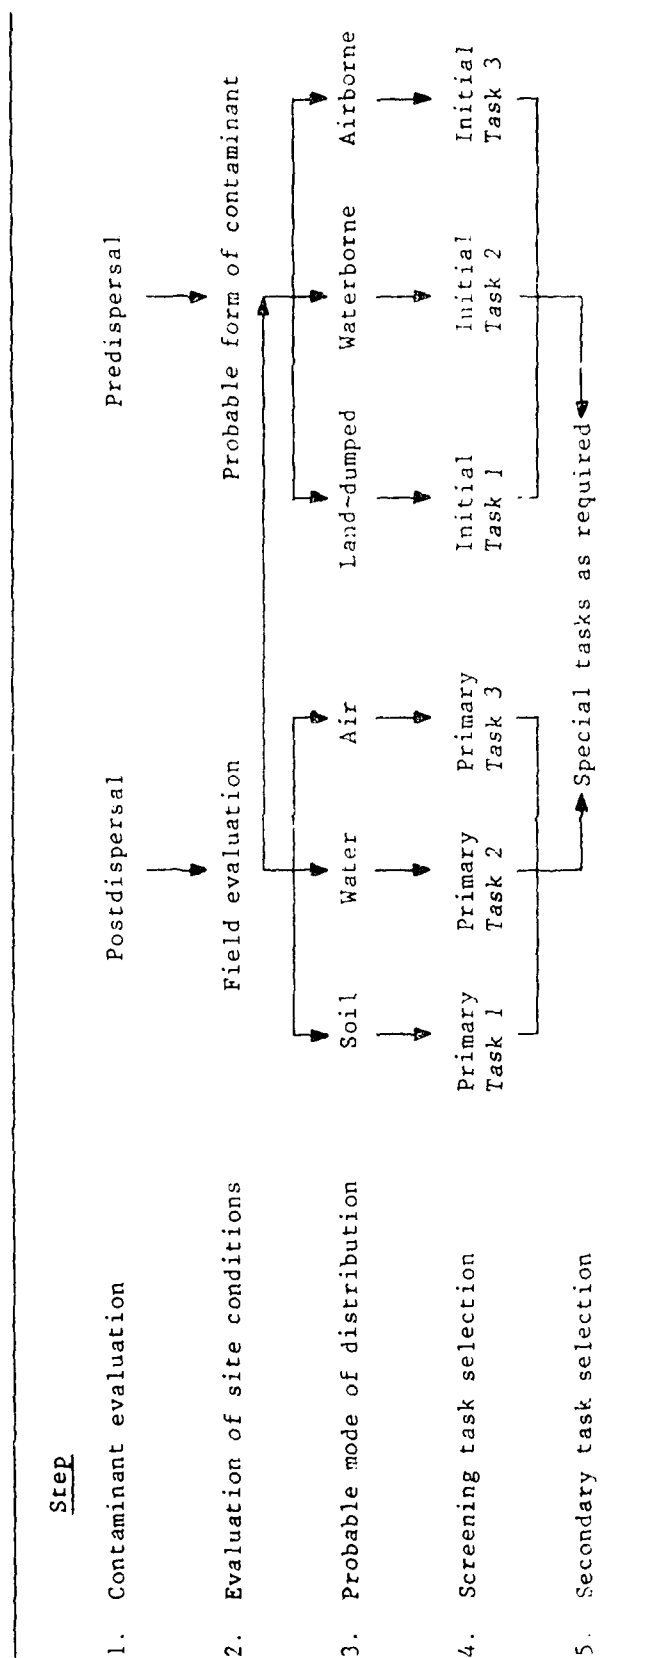 Step
1. Contaminant evaluation Postdispersal Predispersal
2. Evaluation of site conditions Field evaluation Probable form of contaminant
3. Probable mode of distribution Soil Water Air Land~dumped Waterborne Airborne
4. Screening task selection Primary Primary Primary Initial Initial Initial
Task 1 Task 2 Task 3 Task 1 Task 2 Task 3
5. Secondary task selection Special tasks as required